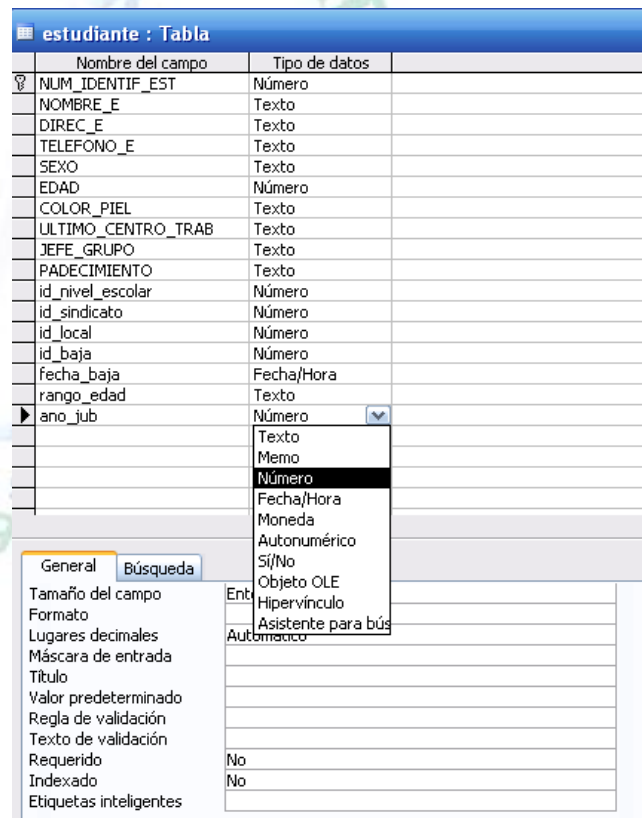 estudiante : Tabla
Nombre del campo Tipo de datos
NUM_IDENTIF_EST Número
NOMBRE_E Texto
DIREC_E Texto
TELEFONO_E Texto
SEXO Texto
EDAD Número
COLOR_PIEL Texto
ULTIMO_CENTRO_TRAB Texto
JEFE_GRUPO Texto
PADECIMIENTO Texto
id_nivel_escolar Número
id_sindicato Número
id_local Número
id_baja Número
fecha_baja Fecha/Hora
rango_edad Texto
ano_jub Número
Texto
Memo
Número
Fecha/Hora
Moneda
Autonumérico
Sí/No
Objeto OLE
Hipervínculo
Asistente para bús
General Búsqueda
Tamaño del campo
Formato
Lugares decimales Automático
Máscara de entrada
Título
Valor predeterminado
Regla de validación
Texto de validación
Requerido No
Indexado No
Etiquetas inteligentes